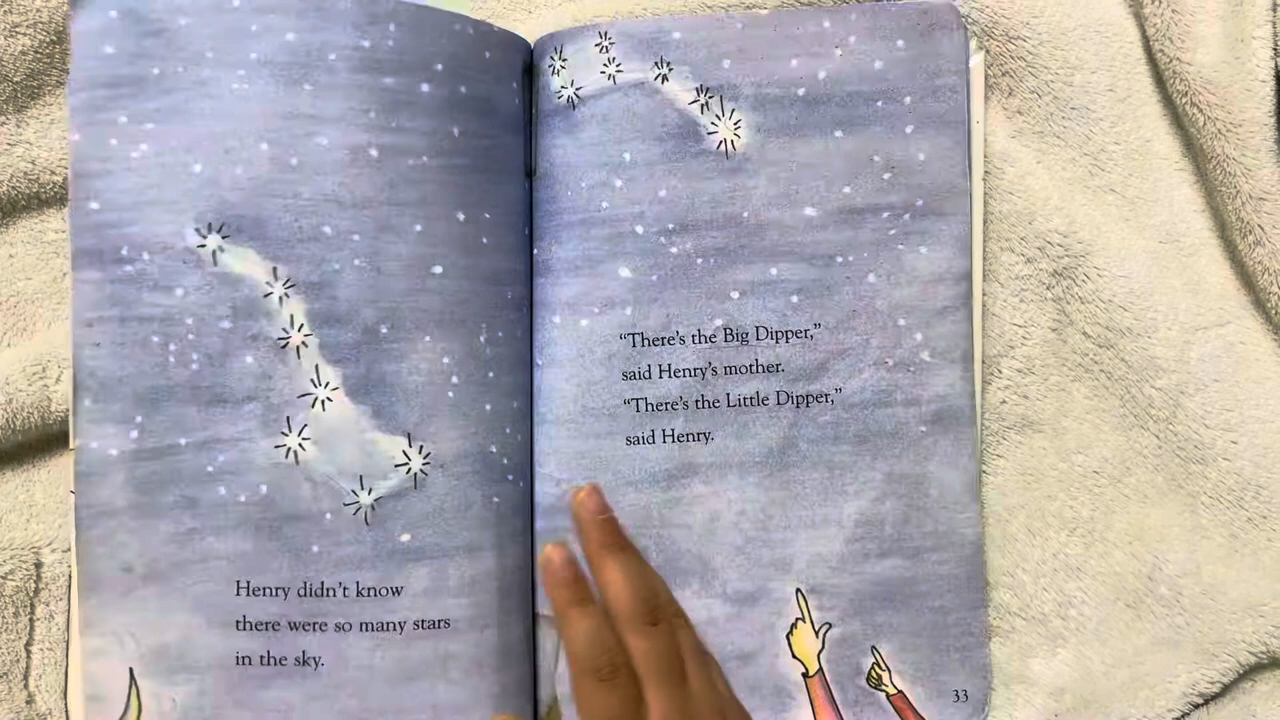 Henry didn't know
there were so many stars
in the sky.
“There's the Big Dipper,”
said Henry's mother.
“There's the Little Dipper,”
said Henry.
33